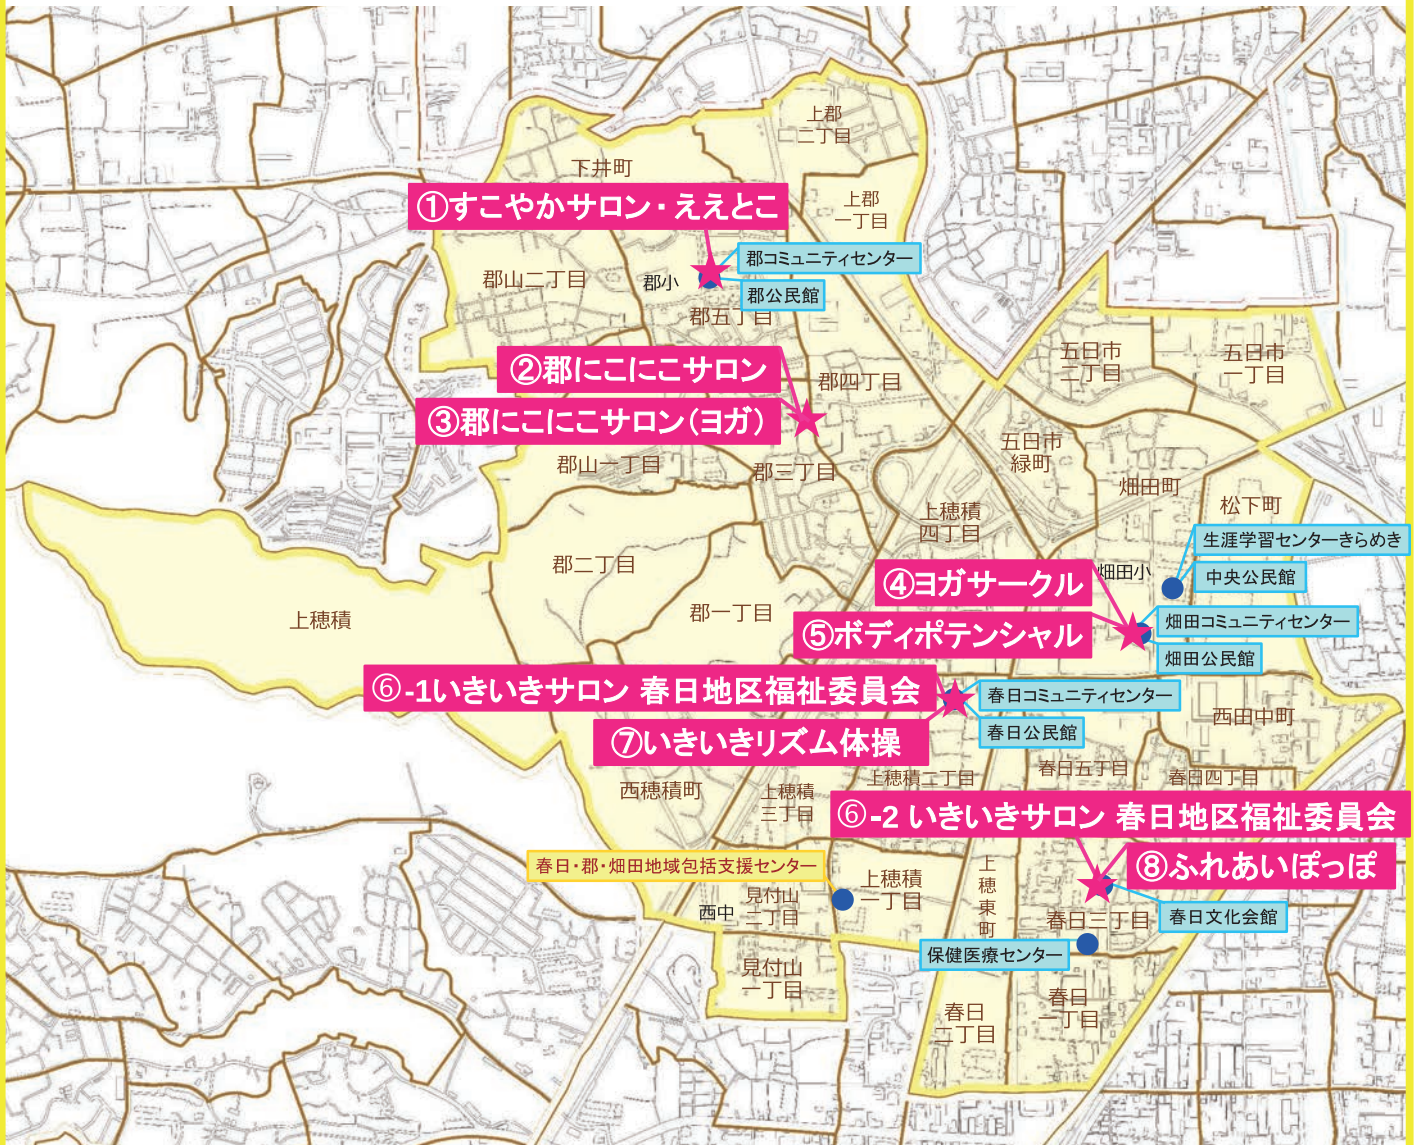 上郡
二丁目
下井町
①すこやかサロン・ええとこ
上郡
一丁目
郡コミュニティセンター
郡山二丁目
郡小
郡公民館
郡五丁目
五日市
二丁目
五日市
一丁目
②郡にこにこサロン
郡四丁目
③郡にこにこサロン(ヨガ)
五日市
緑町
郡山一丁目
郡三丁目
畑田町
松下町
上穂積
四丁目
生涯学習センターきらめき
郡二丁目
④ヨガサークル
畑田小
中央公民館
上穂積
郡一丁目
⑤ボディポテンシャル
畑田コミュニティセンター
畑田公民館
⑥-1いきいきサロン 春日地区福祉委員会
春日コミュニティセンター
西田中町
⑦いきいきリズム体操
春日公民館
上穂積二丁目
春日五丁目
春日四丁目
西穂積町
上穂積
三丁目
⑥-2 いきいきサロン 春日地区福祉委員会
春日・郡・畑田地域包括支援センター
⑧ふれあいぽっぽ
上穂積
一丁目
上穂東町
見付山
二丁目
西中
春日三丁目
春日文化会館
保健医療センター
見付山
一丁目
春日
二丁目
春日
一丁目